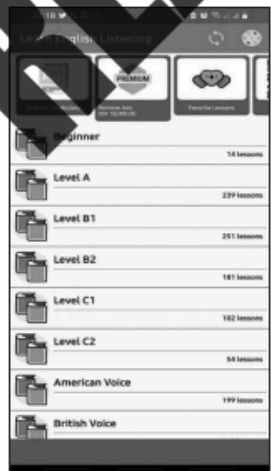 Learn English Listening
PREMIUM
Remove Ads
Favorite Lessons
Beginner
14 lessons
Level A
239 lessons
Level B1
251 lessons
Level B2
181 lessons
Level C1
102 lessons
Level C2
54 lessons
American Voice
199 lessons
British Voice